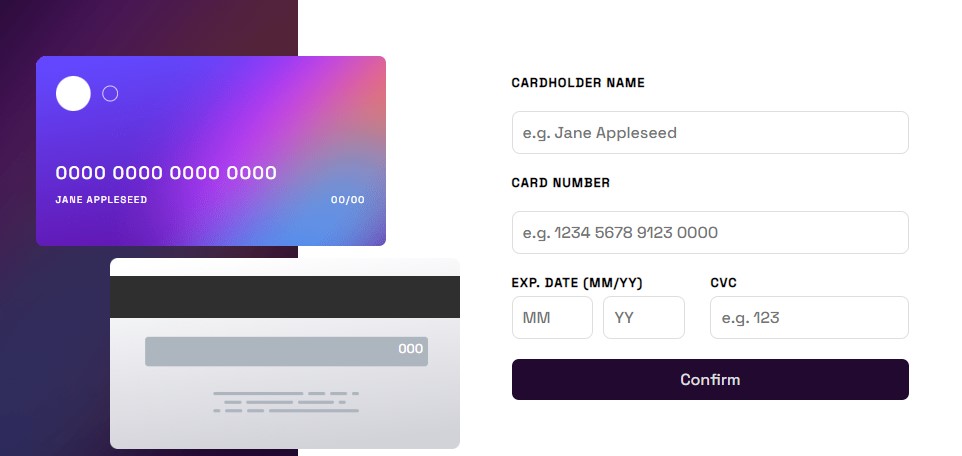 0000 0000 0000 0000
JANE APPLESEED 00/00
000
CARDHOLDER NAME
e.g. Jane Appleseed
CARD NUMBER
e.g. 1234 5678 9123 0000
EXP. DATE (MM/YY) CVC
MM YY e.g. 123
Confirm